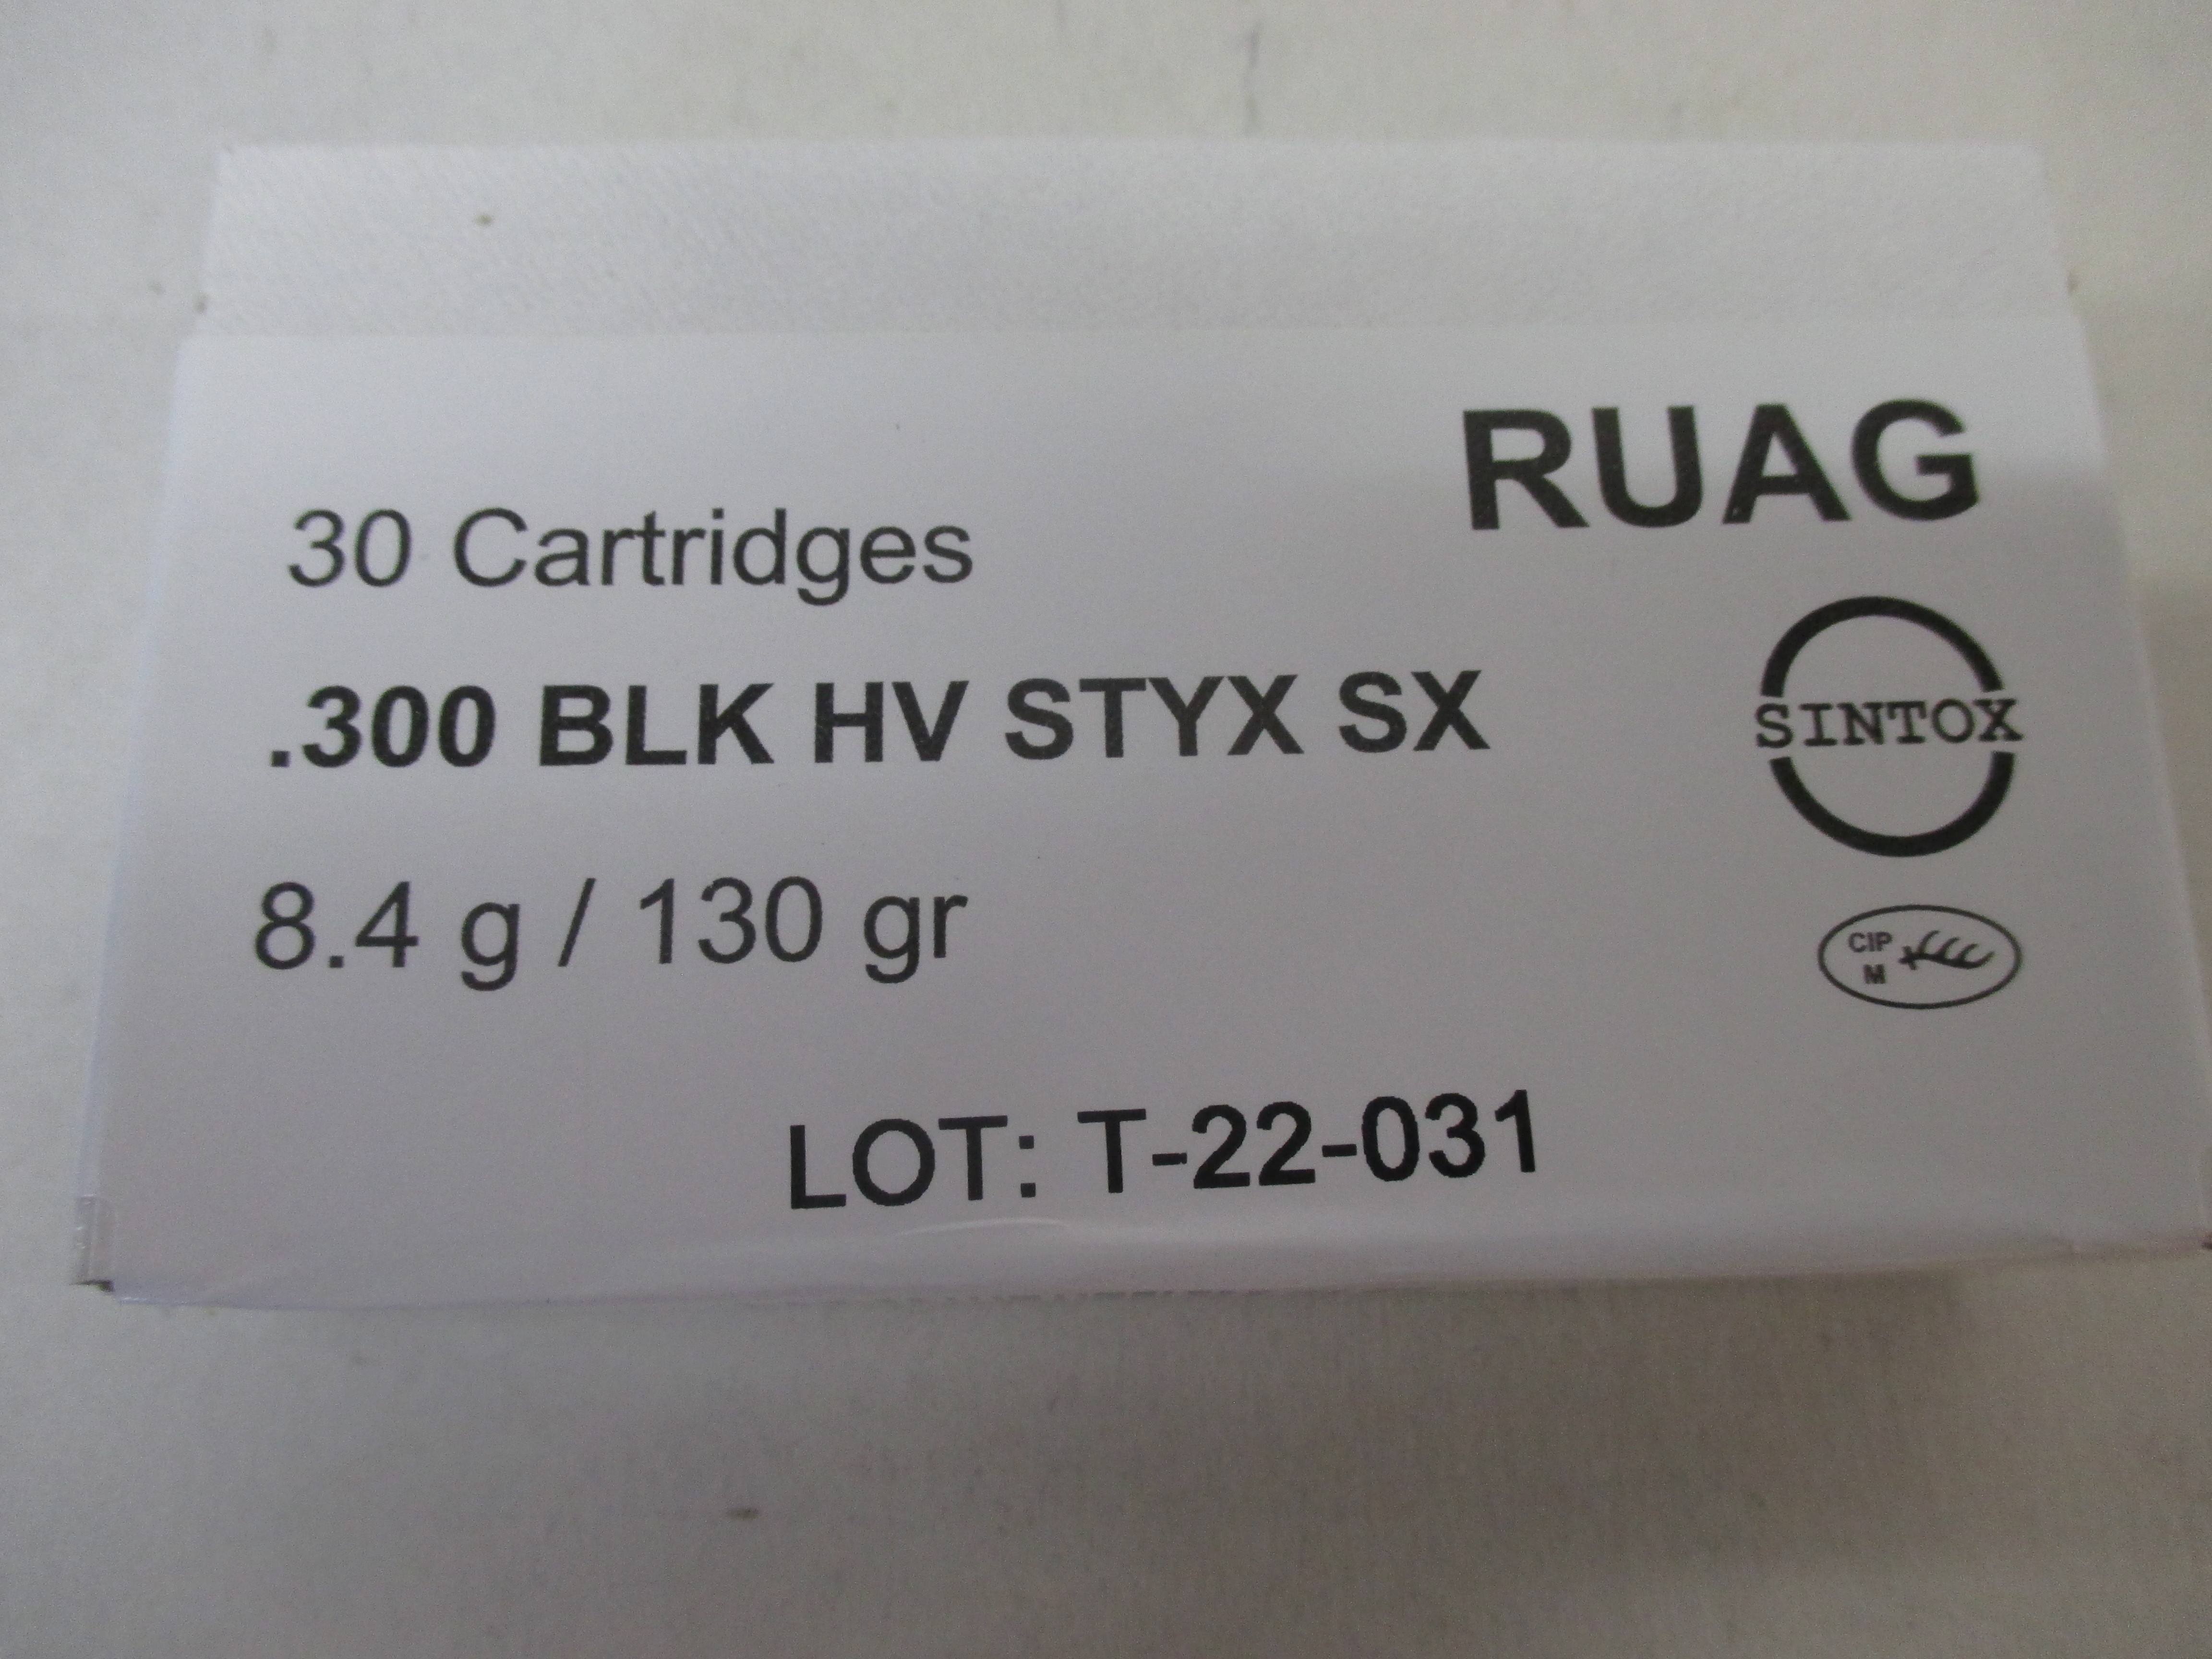 RUAG
30 Cartridges
.300 BLK HV STYX SX
SINTOX
8.4 g / 130 gr
CIP
M
LOT: T-22-031